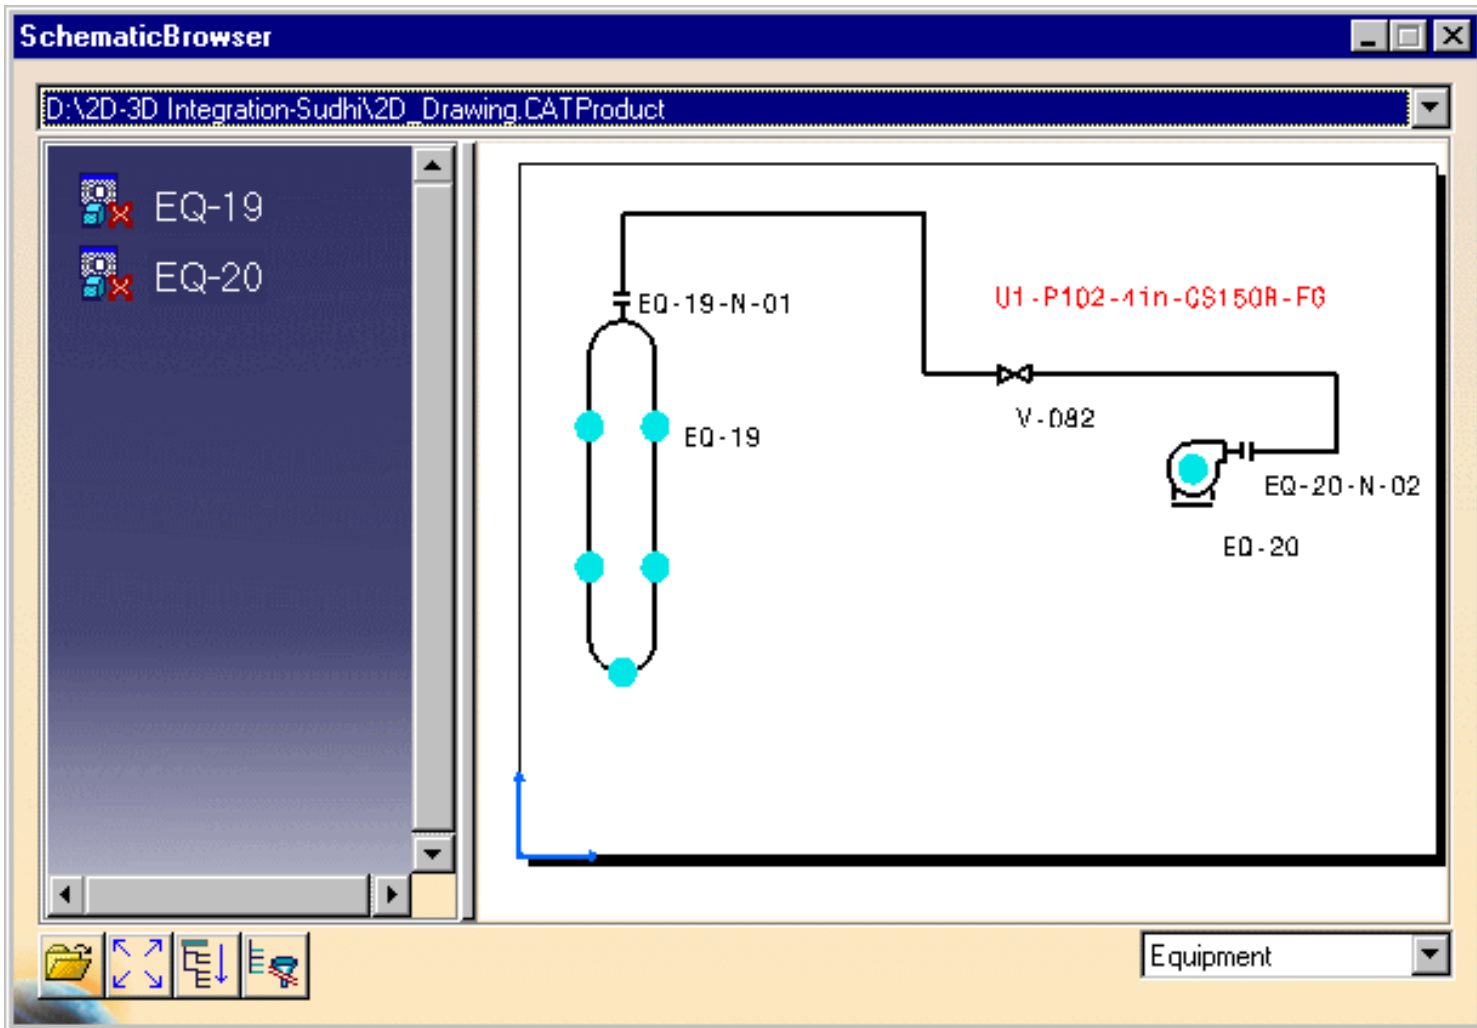 SchematicBrowser
D:\2D-3D Integration-Sudhi\2D_Drawing.CATProduct
EQ-19
EQ-20
EQ-19-N-01
U1-P102-4in-CS150R-FG
EQ-19
V-082
EQ-20-N-02
EQ-20
Equipment